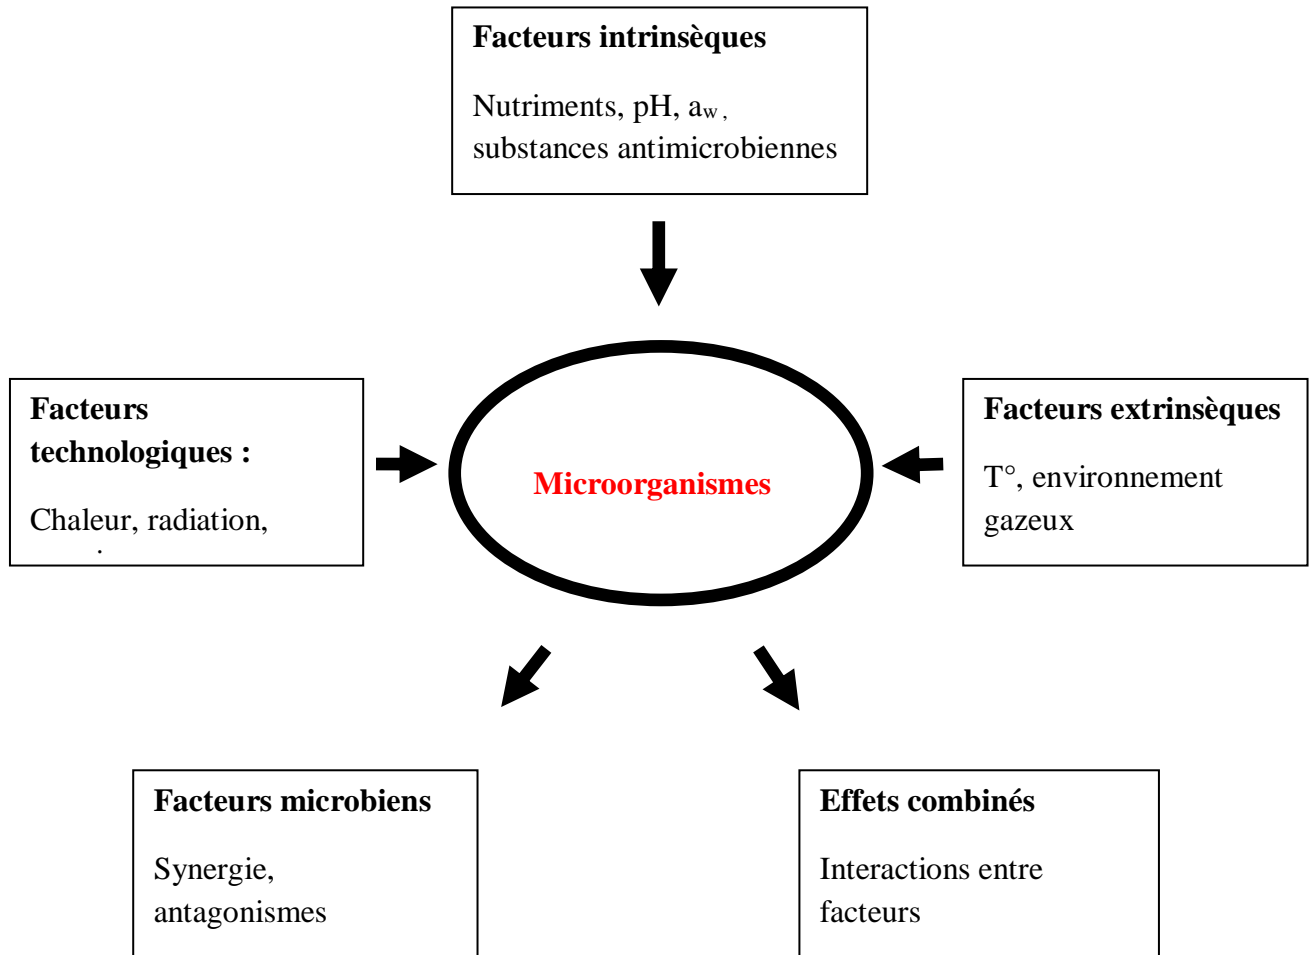 Facteurs intrinsèques
Nutriments, pH, aw ,
substances antimicrobiennes
Facteurs
technologiques :
Chaleur, radiation,
Microorganismes
Facteurs extrinsèques
T°, environnement
gazeux
Facteurs microbiens
Synergie,
antagonismes
Effets combinés
Interactions entre
facteurs